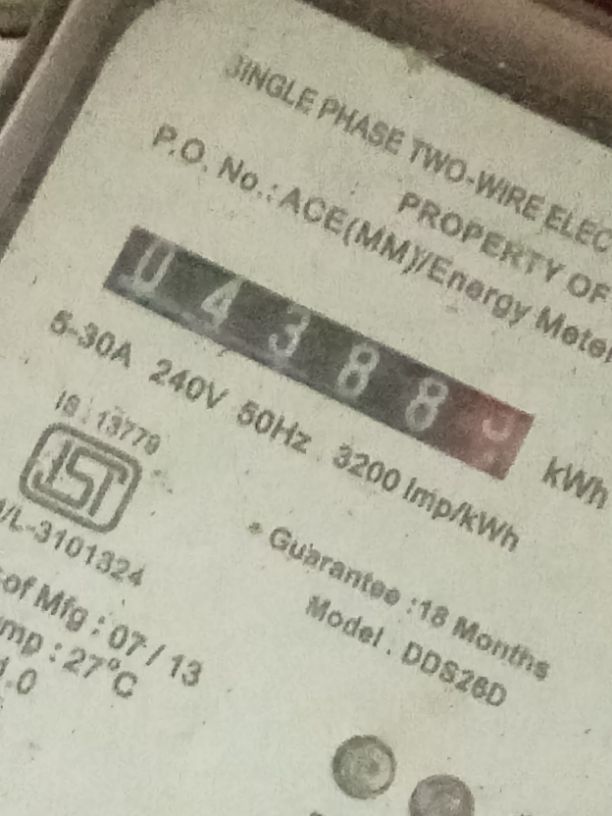 SINGLE PHASE TWO-WIRE ELEC
PROPERTY OF
P.O. No.: ACE(MM)/Energy Meter
0 4 3 8 8
kWh
5-30A 240V 50Hz 3200 Imp/kWh
IS : 13779
ISI
/L-3101324
Guarantee :18 Months
of Mfg : 07 / 13
Model . DDS26D
mp : 27°C
1.0